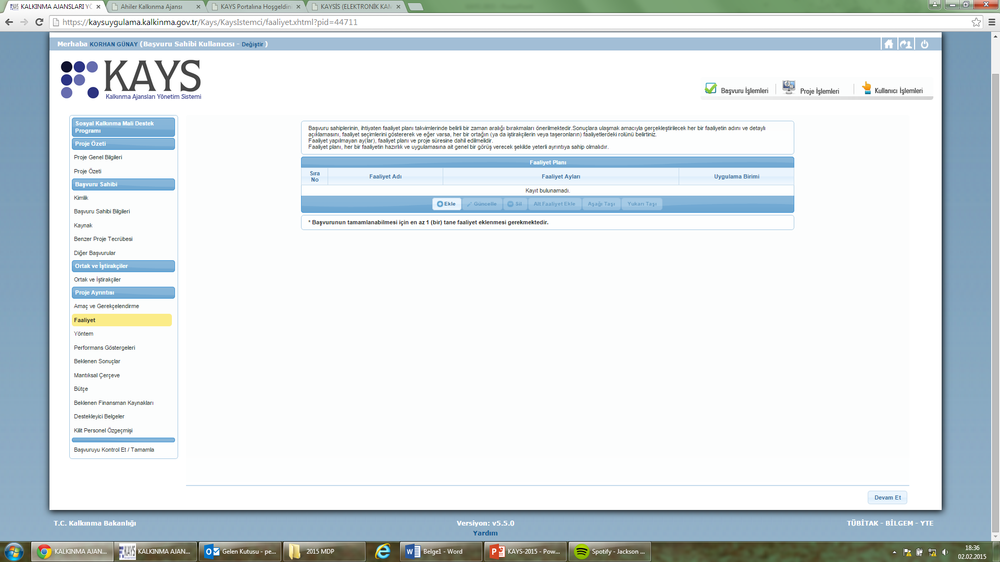 KALKINMA AJANSLARI YÖ
Ahiler Kalkınma Ajansı
KAYS Portalına Hoşgeldini
KAYSİS (ELEKTRONİK KAM
https://kaysuygulama.kalkinma.gov.tr/Kays/KaysIstemci/faaliyet.xhtml?pid=44711
Merhaba KORHAN GÜNAY (Başvuru Sahibi Kullanıcısı - Değiştir )
KAYS
Kalkınma Ajansları Yönetim Sistemi
Başvuru İşlemleri
Proje İşlemleri
Kullanıcı İşlemleri
Sosyal Kalkınma Mali Destek
Programı
Proje Özeti
Proje Genel Bilgileri
Proje Özeti
Başvuru Sahibi
Kimlik
Başvuru Sahibi Bilgileri
Kaynak
Benzer Proje Tecrübesi
Diğer Başvurular
Ortak ve İştirakçiler
Ortak ve İştirakçiler
Proje Ayrıntısı
Amaç ve Gerekçelendirme
Faaliyet
Yöntem
Performans Göstergeleri
Beklenen Sonuçlar
Mantıksal Çerçeve
Bütçe
Beklenen Finansman Kaynakları
Destekleyici Belgeler
Kilit Personel Özgeçmişi
Başvuruyu Kontrol Et / Tamamla
Başvuru sahiplerinin, ihtiyaten faaliyet planı takvimlerinde belirli bir zaman aralığı bırakmaları önerilmektedir.Sonuçlara ulaşmak amacıyla gerçekleştirilecek her bir faaliyetin adını ve detaylı
açıklamasını, faaliyet seçimlerini göstererek ve eğer varsa, her bir ortağın (ya da iştirakçilerin veya taşeronların) faaliyetlerdeki rolünü belirtiniz.
Faaliyet yapılmayan ay(lar), faaliyet planı ve proje süresine dahil edilmelidir.
Faaliyet planı, her bir faaliyetin hazırlık ve uygulamasına ait genel bir görüş verecek şekilde yeterli ayrıntıya sahip olmalıdır.
Faaliyet Planı
Sıra No
Faaliyet Adı
Faaliyet Ayları
Uygulama Birimi
Kayıt bulunamadı.
Ekle
Güncelle
Sil
Alt Faaliyet Ekle
Aşağı Taşı
Yukarı Taşı
* Başvurunun tamamlanabilmesi için en az 1 (bir) tane faaliyet eklenmesi gerekmektedir.
Devam Et
T.C. Kalkınma Bakanlığı
Versiyon: v5.5.0
Yardım
TÜBİTAK - BİLGEM - YTE
KALKINMA AJAN...
KALKINMA AJAN...
Gelen Kutusu - pe...
2015 MDP
Belge1 - Word
KAYS-2015 - Pow...
Spotify - Jackson ...
18:36
02.02.2015